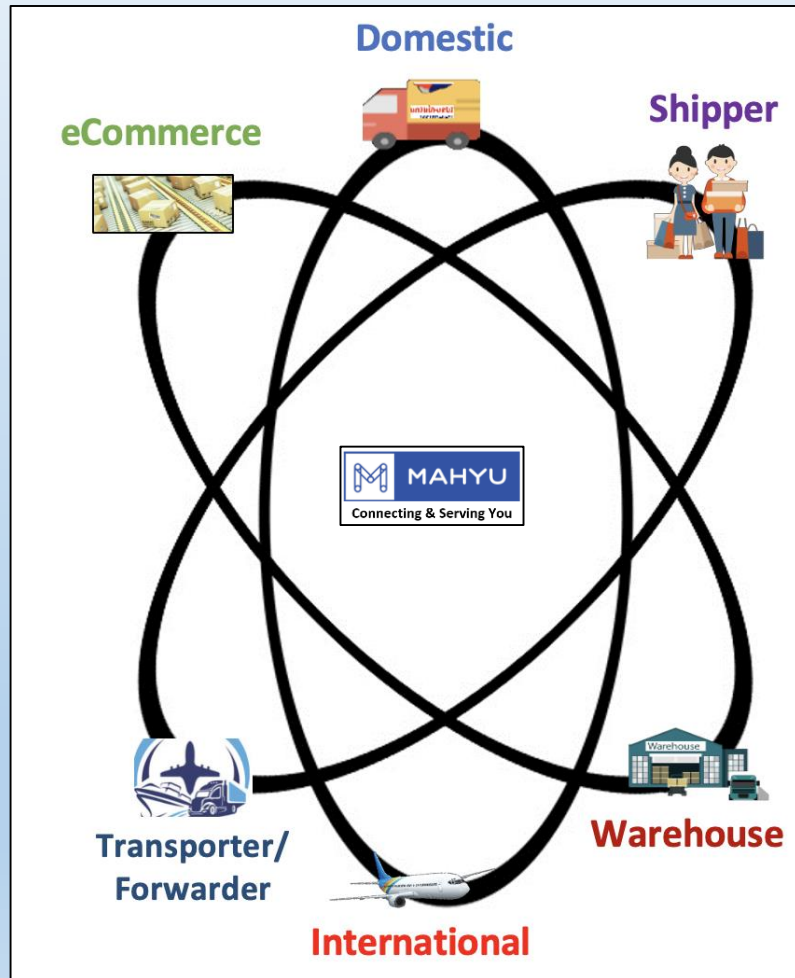 Domestic
eCommerce
Shipper
MAHYU
Connecting & Serving You
Warehouse
Transporter/
Forwarder
Warehouse
International